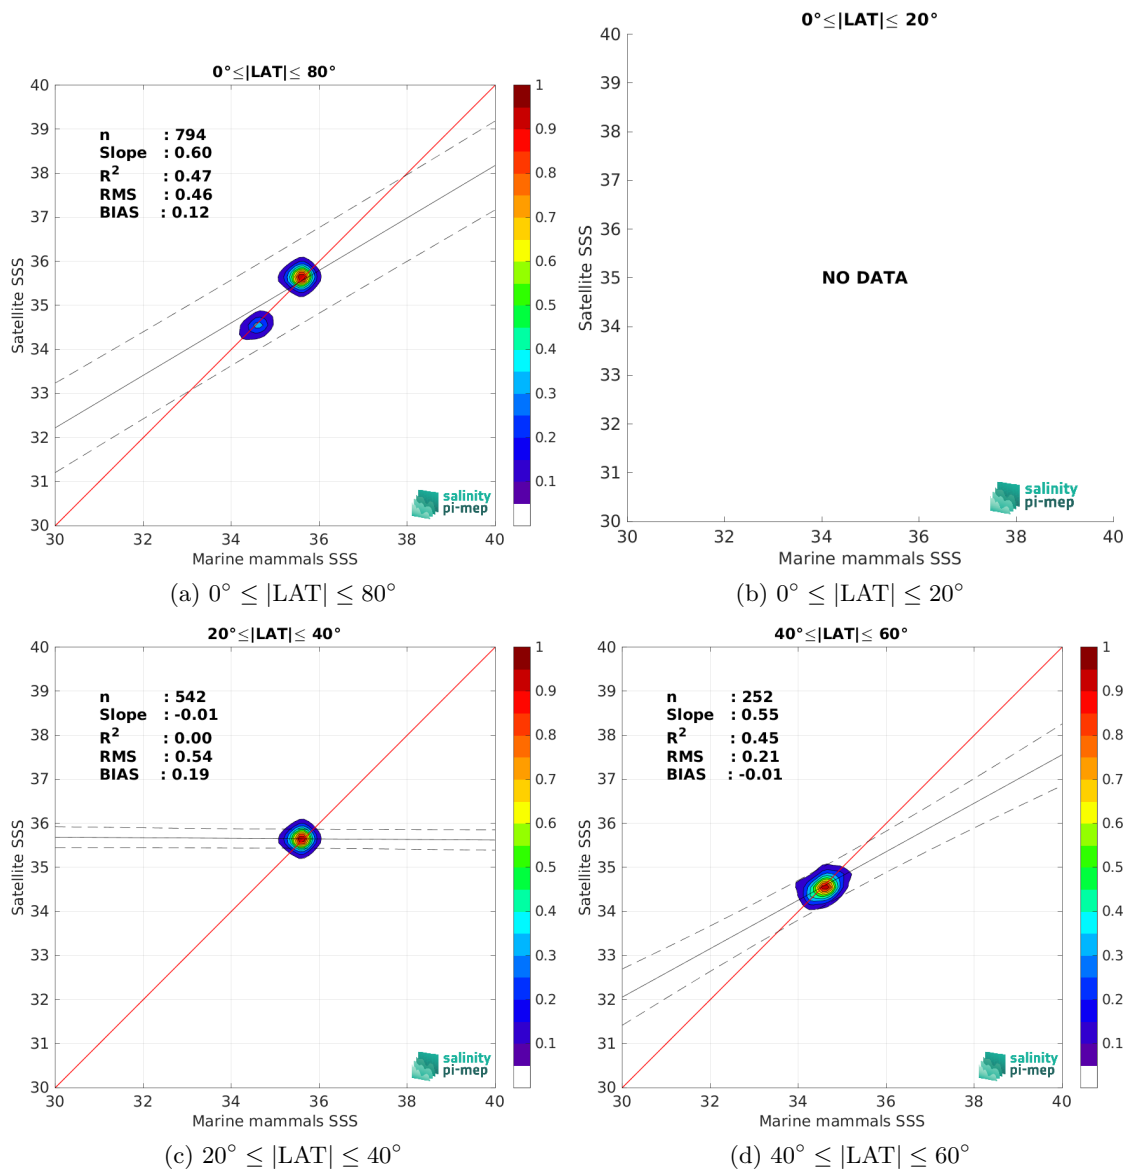 0°≤|LAT|≤ 80°
40
39
38
37
36
35
34
33
32
31
30
n : 794
Slope : 0.60
R² : 0.47
RMS : 0.46
BIAS : 0.12
Satellite SSS
salinity
pi-mep
30 32 34 36 38 40
Marine mammals SSS
1
0.9
0.8
0.7
0.6
0.5
0.4
0.3
0.2
0.1
(a) 0° ≤ |LAT| ≤ 80°
0°≤|LAT|≤ 20°
40
39
38
37
36
35
34
33
32
31
30
Satellite SSS
NO DATA
salinity
pi-mep
30 32 34 36 38 40
Marine mammals SSS
(b) 0° ≤ |LAT| ≤ 20°
20°≤|LAT|≤ 40°
40
39
38
37
36
35
34
33
32
31
30
n : 542
Slope : -0.01
R² : 0.00
RMS : 0.54
BIAS : 0.19
Satellite SSS
salinity
pi-mep
30 32 34 36 38 40
Marine mammals SSS
1
0.9
0.8
0.7
0.6
0.5
0.4
0.3
0.2
0.1
(c) 20° ≤ |LAT| ≤ 40°
40°≤|LAT|≤ 60°
40
39
38
37
36
35
34
33
32
31
30
n : 252
Slope : 0.55
R² : 0.45
RMS : 0.21
BIAS : -0.01
Satellite SSS
salinity
pi-mep
30 32 34 36 38 40
Marine mammals SSS
1
0.9
0.8
0.7
0.6
0.5
0.4
0.3
0.2
0.1
(d) 40° ≤ |LAT| ≤ 60°